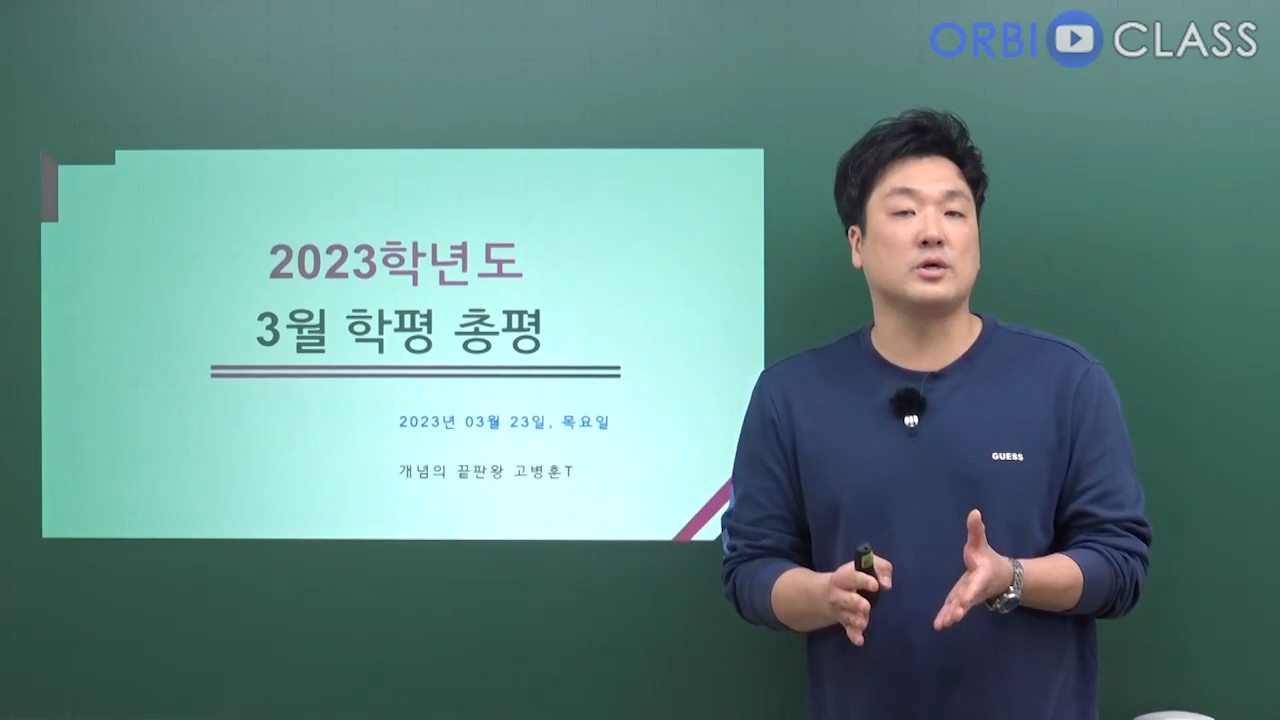 ORBI CLASS
2023학년도
3월 학평 총평
2023년 03월 23일, 목요일
개념의 끝판왕 고병훈T
GUESS